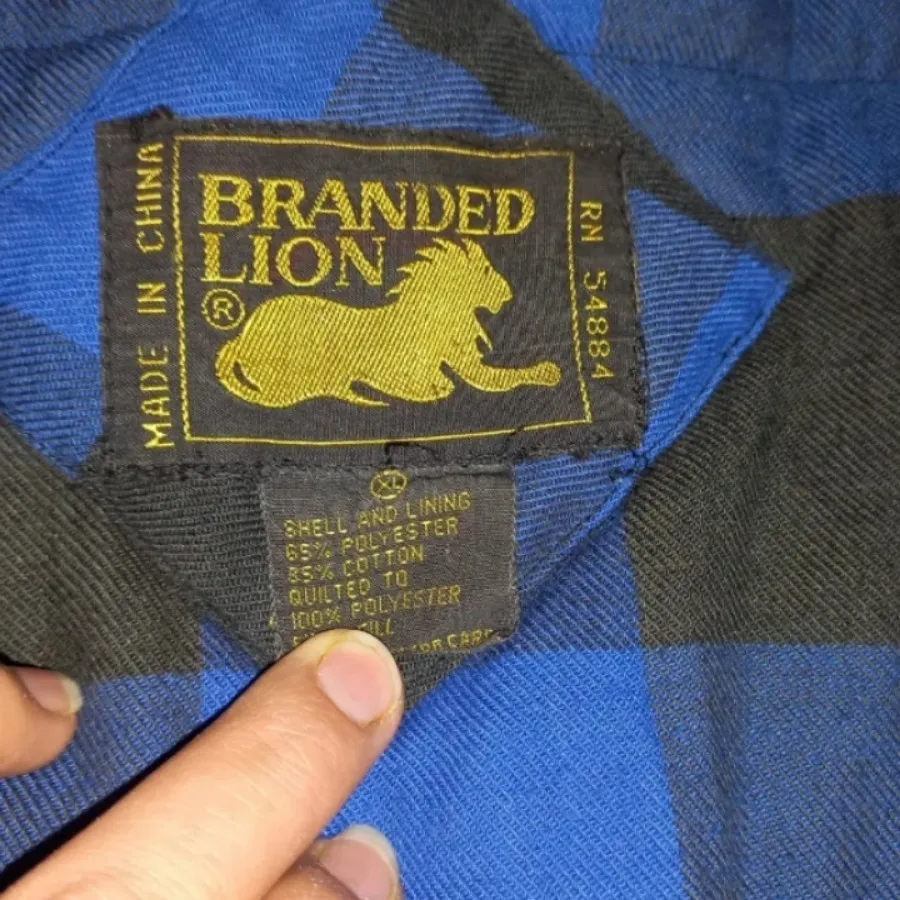 MADE IN CHINA
BRANDED
LION
®
RN 54884
XL
SHELL AND LINING
65% POLYESTER
35% COTTON
QUILTED TO
100% POLYESTER